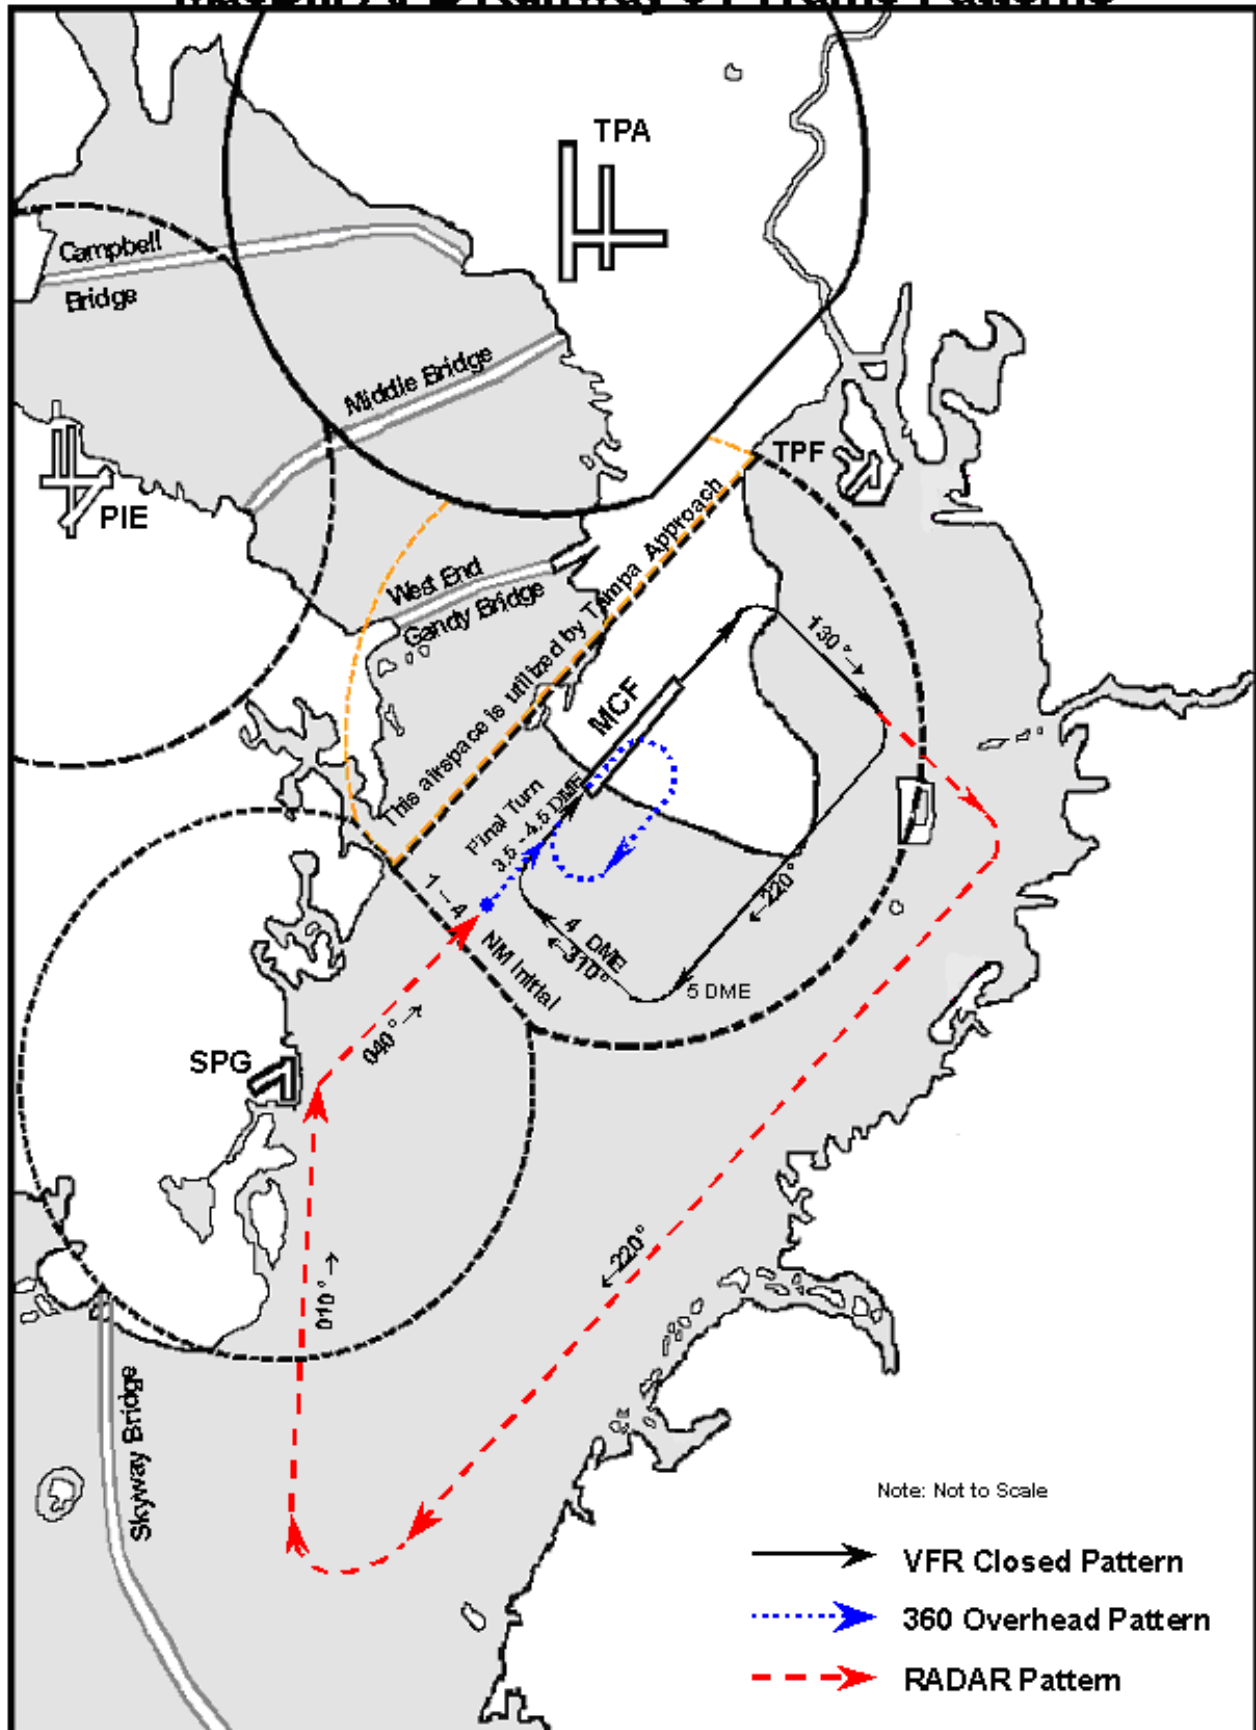 TPA
Campbell
Bridge
Middle Bridge
TPF
PIE
West End
Gandy Bridge
This airspace is utilized by Tampa Approach
130°→
MCF
Final Turn
3.5 - 4.5 DME
1 - 4
NM Initial
4 DME
←310°
←220°
5 DME
040° →
SPG
010° →
←220°
Skyway Bridge
Note: Not to Scale
VFR Closed Pattern
360 Overhead Pattern
RADAR Pattern